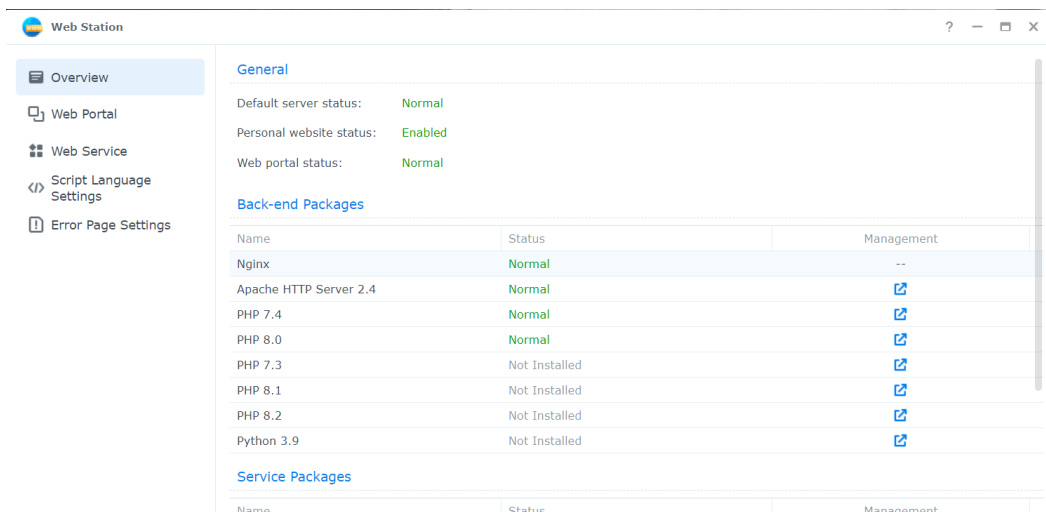 Web Station
?
Overview
Web Portal
Web Service
Script Language
Settings
Error Page Settings
General
Default server status: Normal
Personal website status: Enabled
Web portal status: Normal
Back-end Packages
Name Status Management
Nginx Normal --
Apache HTTP Server 2.4 Normal
PHP 7.4 Normal
PHP 8.0 Normal
PHP 7.3 Not Installed
PHP 8.1 Not Installed
PHP 8.2 Not Installed
Python 3.9 Not Installed
Service Packages
Name Status Management